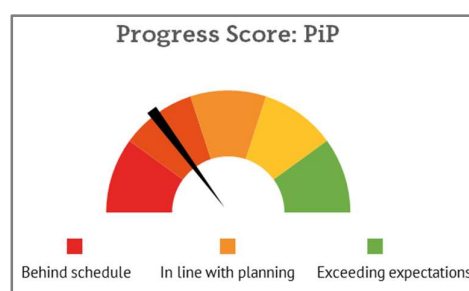 Progress Score: PiP
Behind schedule
In line with planning
Exceeding expectations